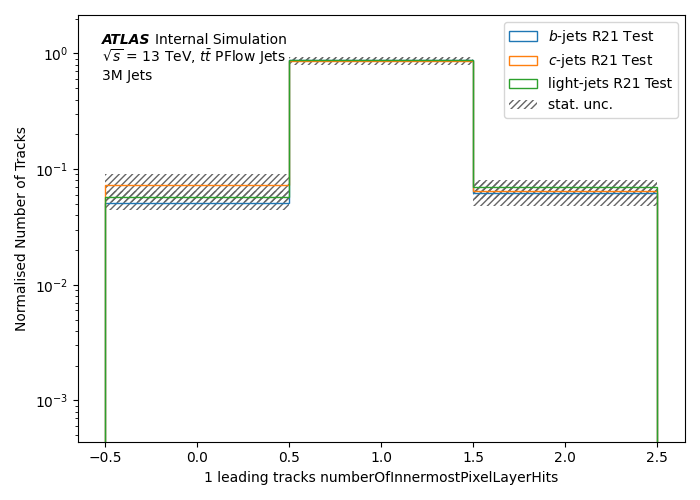 ATLAS Internal Simulation
√s = 13 TeV, tt̄ PFlow Jets
3M Jets
b-jets R21 Test
c-jets R21 Test
light-jets R21 Test
stat. unc.
Normalised Number of Tracks
10⁰
10⁻¹
10⁻²
10⁻³
−0.5 0.0 0.5 1.0 1.5 2.0 2.5
1 leading tracks numberOfInnermostPixelLayerHits